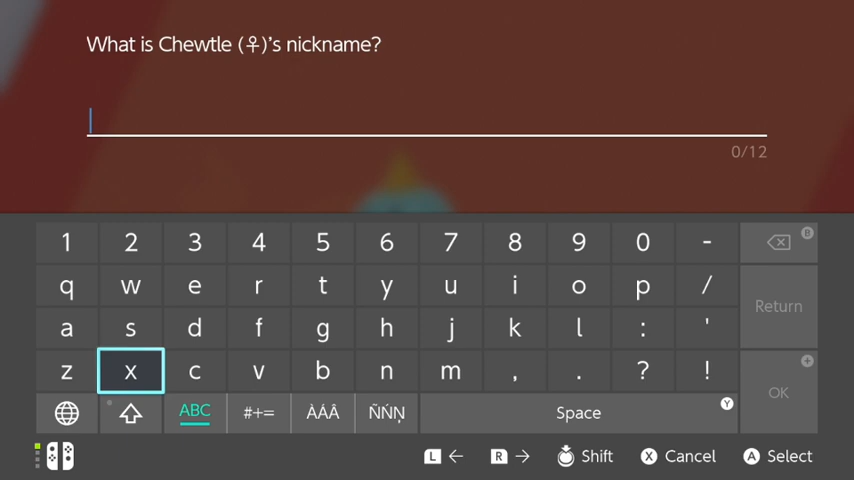 What is Chewtle (♀)'s nickname?
0/12
1 2 3 4 5 6 7 8 9 0 - B
q w e r t y u i o p / Return
a s d f g h j k l : '
z x c v b n m , . ? ! + OK
ABC #+= ÀÁÂ ÑŃŅ Space Y
L ← R → Shift X Cancel A Select